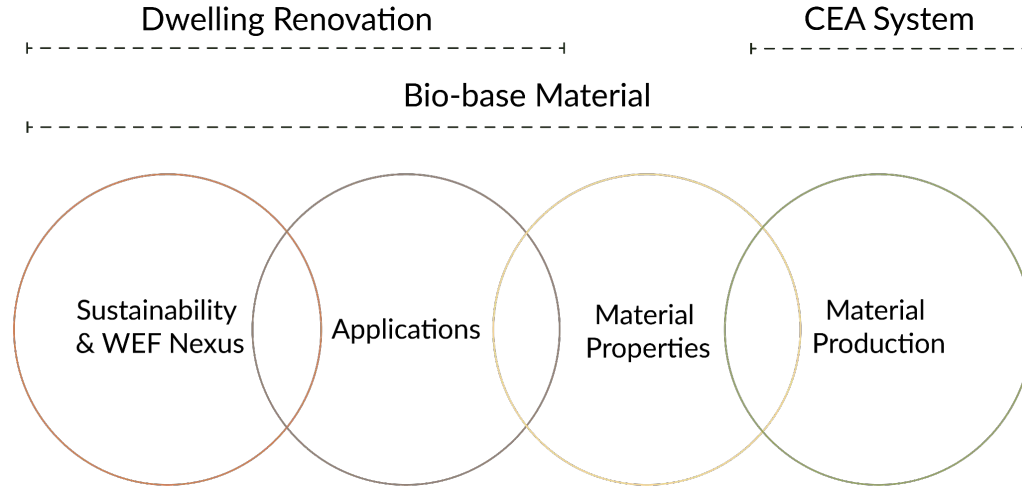 Dwelling Renovation
CEA System
Bio-base Material
Sustainability
& WEF Nexus
Applications
Material
Properties
Material
Production